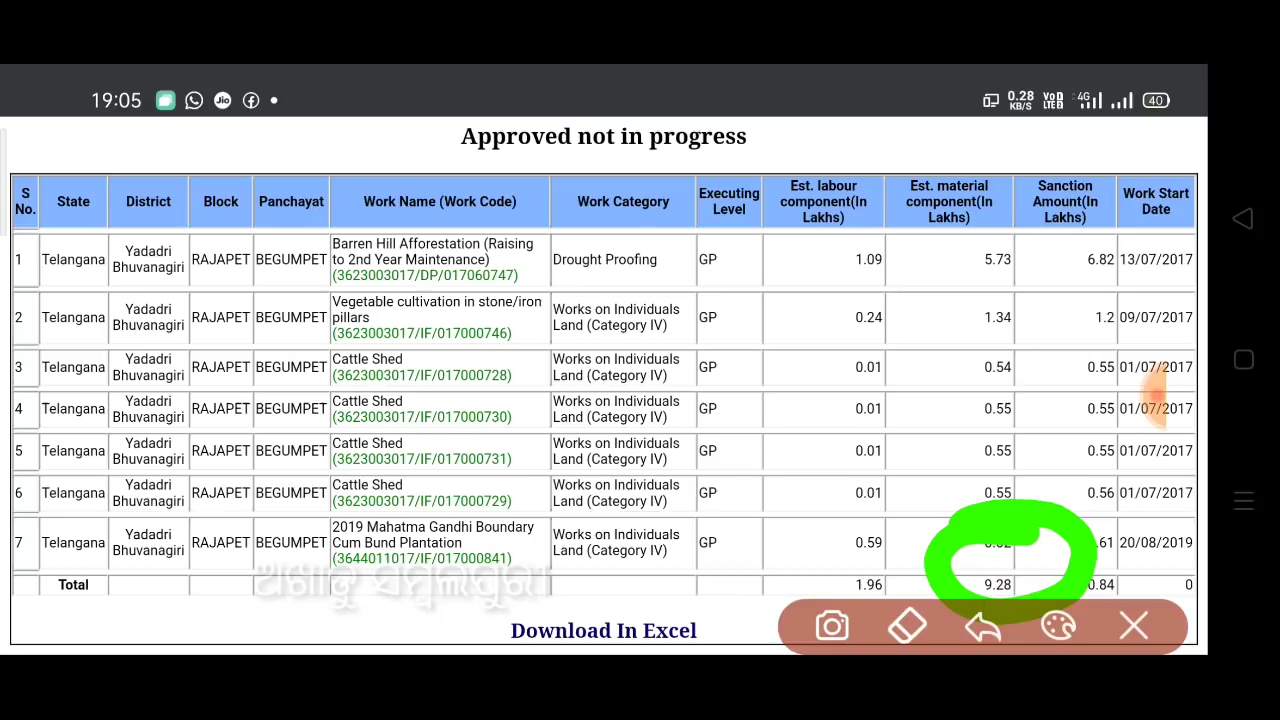 19:05 Jio 0.28 KB/S VoD LTE 2 4G 40
Approved not in progress
S No. State District Block Panchayat Work Name (Work Code) Work Category Executing Level Est. labour component(In Lakhs) Est. material component(In Lakhs) Sanction Amount(In Lakhs) Work Start Date
1 Telangana Yadadri Bhuvanagiri RAJAPET BEGUMPET Barren Hill Afforestation (Raising to 2nd Year Maintenance) (3623003017/DP/017060747) Drought Proofing GP 1.09 5.73 6.82 13/07/2017
2 Telangana Yadadri Bhuvanagiri RAJAPET BEGUMPET Vegetable cultivation in stone/iron pillars (3623003017/IF/017000746) Works on Individuals Land (Category IV) GP 0.24 1.34 1.2 09/07/2017
3 Telangana Yadadri Bhuvanagiri RAJAPET BEGUMPET Cattle Shed (3623003017/IF/017000728) Works on Individuals Land (Category IV) GP 0.01 0.54 0.55 01/07/2017
4 Telangana Yadadri Bhuvanagiri RAJAPET BEGUMPET Cattle Shed (3623003017/IF/017000730) Works on Individuals Land (Category IV) GP 0.01 0.55 0.55 01/07/2017
5 Telangana Yadadri Bhuvanagiri RAJAPET BEGUMPET Cattle Shed (3623003017/IF/017000731) Works on Individuals Land (Category IV) GP 0.01 0.55 0.55 01/07/2017
6 Telangana Yadadri Bhuvanagiri RAJAPET BEGUMPET Cattle Shed (3623003017/IF/017000729) Works on Individuals Land (Category IV) GP 0.01 0.55 0.56 01/07/2017
7 Telangana Yadadri Bhuvanagiri RAJAPET BEGUMPET 2019 Mahatma Gandhi Boundary Cum Bund Plantation (3644011017/IF/017000841) Works on Individuals Land (Category IV) GP 0.59 .61 20/08/2019
Total 1.96 9.28 0.84 0
Download In Excel